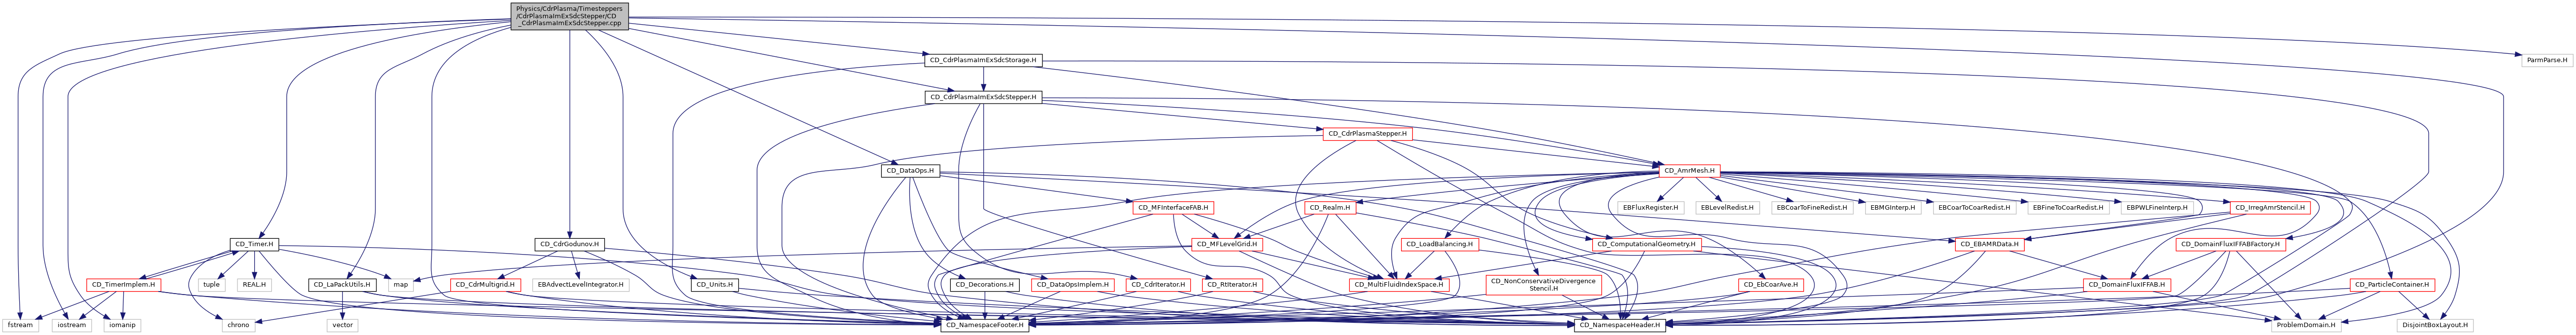 Physics/CdrPlasma/Timesteppers
/CdrPlasmaImExSdcStepper/CD
_CdrPlasmaImExSdcStepper.cpp
CD_CdrPlasmaImExSdcStorage.H
ParmParse.H
CD_CdrPlasmaImExSdcStepper.H
CD_CdrPlasmaStepper.H
CD_DataOps.H
CD_AmrMesh.H
CD_MFInterfaceFAB.H
CD_Realm.H
EBFluxRegister.H
EBLevelRedist.H
EBCoarToFineRedist.H
EBMGInterp.H
EBCoarToCoarRedist.H
EBFineToCoarRedist.H
EBPWLFineInterp.H
CD_IrregAmrStencil.H
CD_Timer.H
CD_CdrGodunov.H
CD_MFLevelGrid.H
CD_LoadBalancing.H
CD_ComputationalGeometry.H
CD_EBAMRData.H
CD_DomainFluxIFFABFactory.H
CD_TimerImplem.H
tuple
REAL.H
CD_LaPackUtils.H
map
CD_CdrMultigrid.H
EBAdvectLevelIntegrator.H
CD_Units.H
CD_Decorations.H
CD_DataOpsImplem.H
CD_CdrIterator.H
CD_RtIterator.H
CD_MultiFluidIndexSpace.H
CD_NonConservativeDivergence
Stencil.H
CD_EbCoarAve.H
CD_DomainFluxIFFAB.H
CD_ParticleContainer.H
fstream
iostream
iomanip
chrono
vector
CD_NamespaceFooter.H
CD_NamespaceHeader.H
ProblemDomain.H
DisjointBoxLayout.H